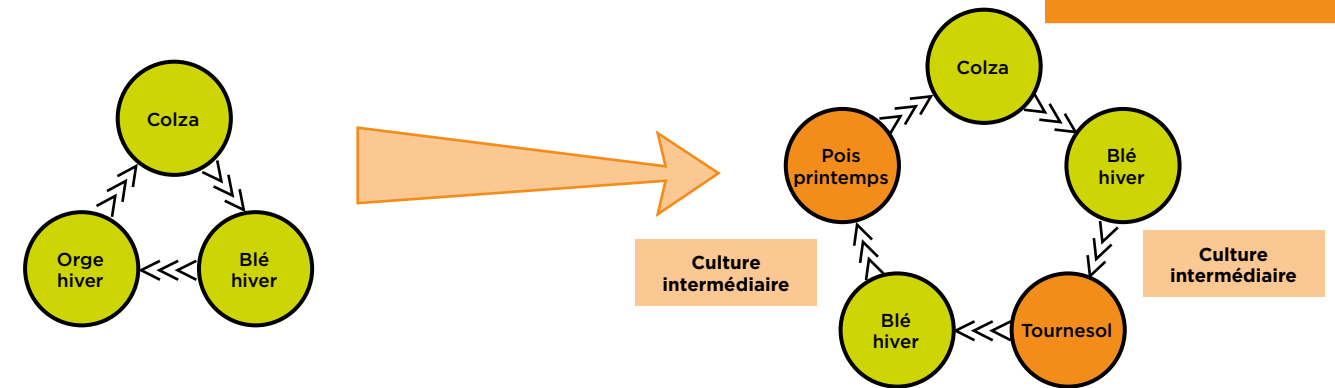 Colza
Orge
hiver
Blé
hiver
Colza
Pois
printemps
Blé
hiver
Culture
intermédiaire
Culture
intermédiaire
Blé
hiver
Tournesol